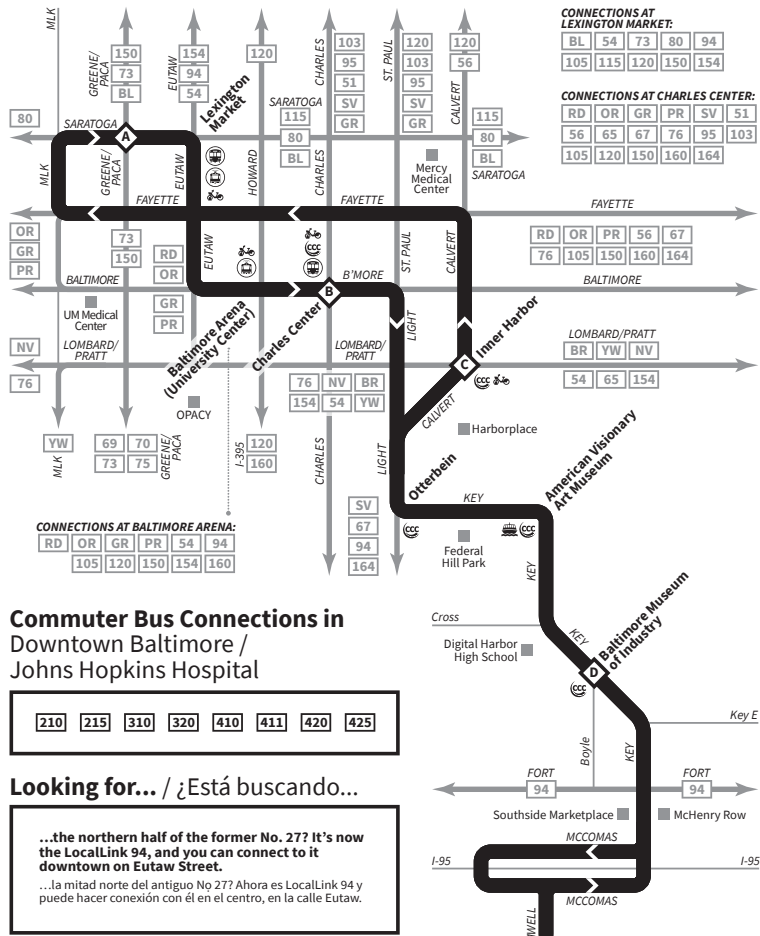 MLK
GREENE/
PACA
150
73
BL
EUTAW
154
94
54
Lexington
Market
120
CHARLES
103
95
51
SV
GR
ST. PAUL
120
103
95
SV
GR
120
56
CALVERT
CONNECTIONS AT
LEXINGTON MARKET:
BL 54 73 80 94
105 115 120 150 154
CONNECTIONS AT CHARLES CENTER:
RD OR GR PR SV 51
56 65 67 76 95 103
105 120 150 160 164
80
SARATOGA
A
SARATOGA
115
80
BL
115
80
BL
SARATOGA
MLK
GREENE/
PACA
EUTAW
HOWARD
CHARLES
Mercy
Medical
Center
FAYETTE
FAYETTE
FAYETTE
OR
GR
PR
73
150
RD
OR
GR
PR
EUTAW
CCC
ST. PAUL
CALVERT
RD OR PR 56 67
76 105 150 160 164
BALTIMORE
B
B'MORE
BALTIMORE
UM Medical
Center
Baltimore Arena
(University Center)
Charles Center
LIGHT
Inner Harbor
NV
76
LOMBARD/
PRATT
LOMBARD/
PRATT
C
CCC
LOMBARD/PRATT
BR YW NV
54 65 154
76 NV BR
154 54 YW
OPACY
CALVERT
Harborplace
YW
MLK
69 70
73 75
GREENE/
PACA
I-395
120
160
CHARLES
LIGHT
Otterbein
American Visionary
Art Museum
KEY
SV
67
94
164
CCC
CCC
Federal
Hill Park
CONNECTIONS AT BALTIMORE ARENA:
RD OR GR PR 54 94
105 120 150 154 160
KEY
Cross
KEY
Baltimore Museum
of Industry
Digital Harbor
High School
D
CCC
Commuter Bus Connections in
Downtown Baltimore /
Johns Hopkins Hospital
210 215 310 320 410 411 420 425
Key E
Boyle
KEY
FORT
94
FORT
94
Southside Marketplace
McHenry Row
Looking for... / ¿Está buscando...
...the northern half of the former No. 27? It's now
the LocalLink 94, and you can connect to it
downtown on Eutaw Street.
...la mitad norte del antiguo No 27? Ahora es LocalLink 94 y
puede hacer conexión con él en el centro, en la calle Eutaw.
MCCOMAS
I-95
I-95
MCCOMAS